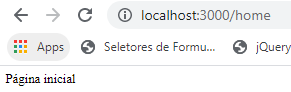 localhost:3000/home
Apps Seletores de Formu... jQuery
Página inicial